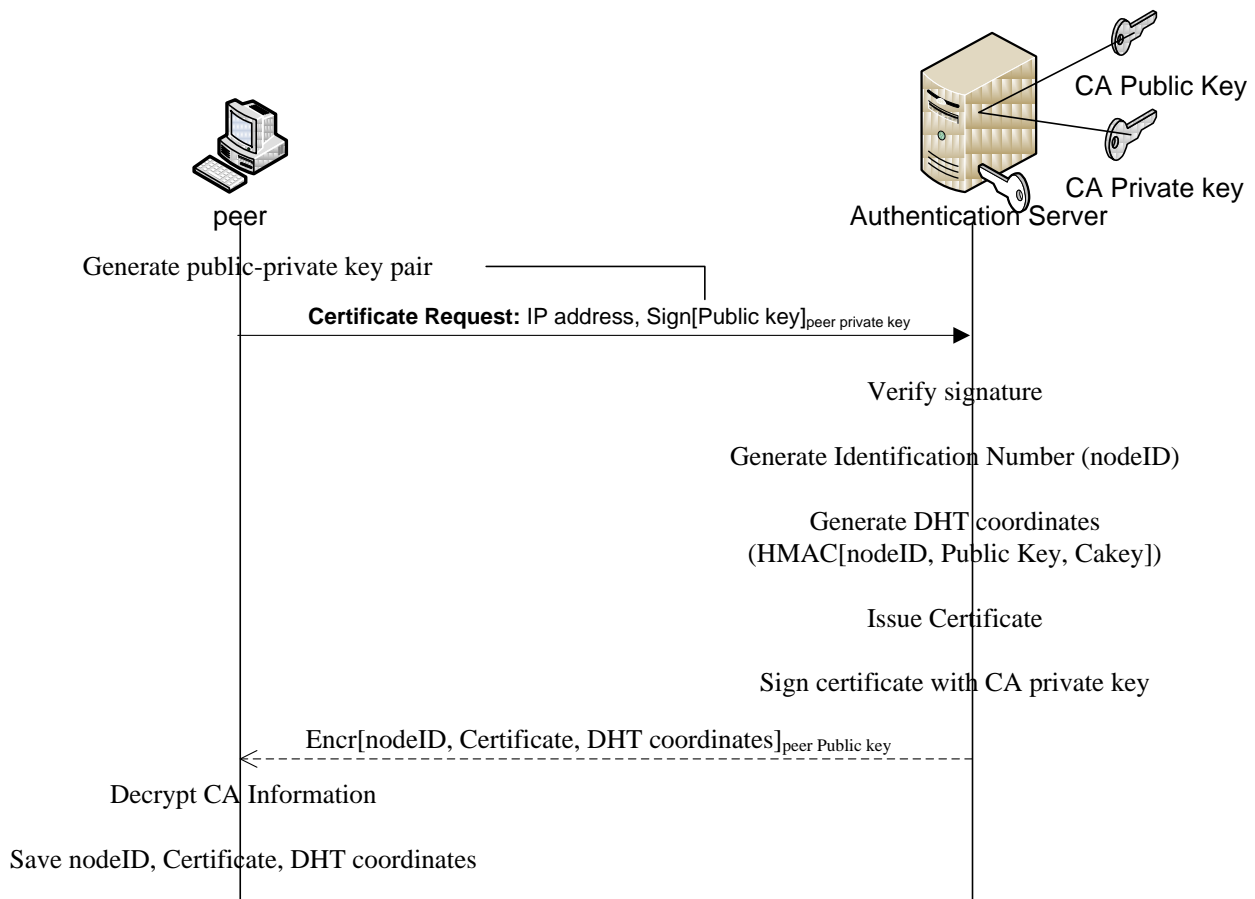 CA Public Key
CA Private key
peer
Authentication Server
Generate public-private key pair
Certificate Request: IP address, Sign[Public key]peer private key
Verify signature
Generate Identification Number (nodeID)
Generate DHT coordinates
(HMAC[nodeID, Public Key, Cakey])
Issue Certificate
Sign certificate with CA private key
Encr[nodeID, Certificate, DHT coordinates]peer Public key
Decrypt CA Information
Save nodeID, Certificate, DHT coordinates